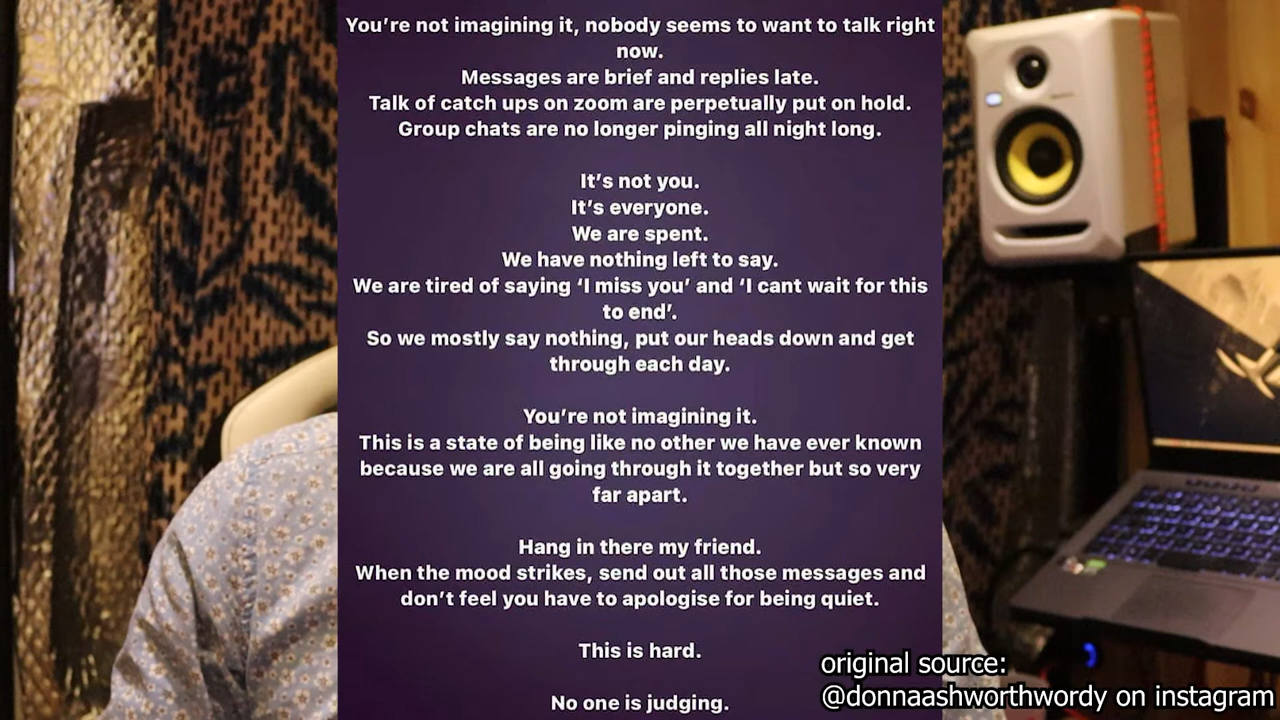 You’re not imagining it, nobody seems to want to talk right
now.
Messages are brief and replies late.
Talk of catch ups on zoom are perpetually put on hold.
Group chats are no longer pinging all night long.
It’s not you.
It’s everyone.
We are spent.
We have nothing left to say.
We are tired of saying ‘I miss you’ and ‘I cant wait for this
to end’.
So we mostly say nothing, put our heads down and get
through each day.
You’re not imagining it.
This is a state of being like no other we have ever known
because we are all going through it together but so very
far apart.
Hang in there my friend.
When the mood strikes, send out all those messages and
don’t feel you have to apologise for being quiet.
This is hard.
No one is judging.
original source:
@donnaashworthwordy on instagram